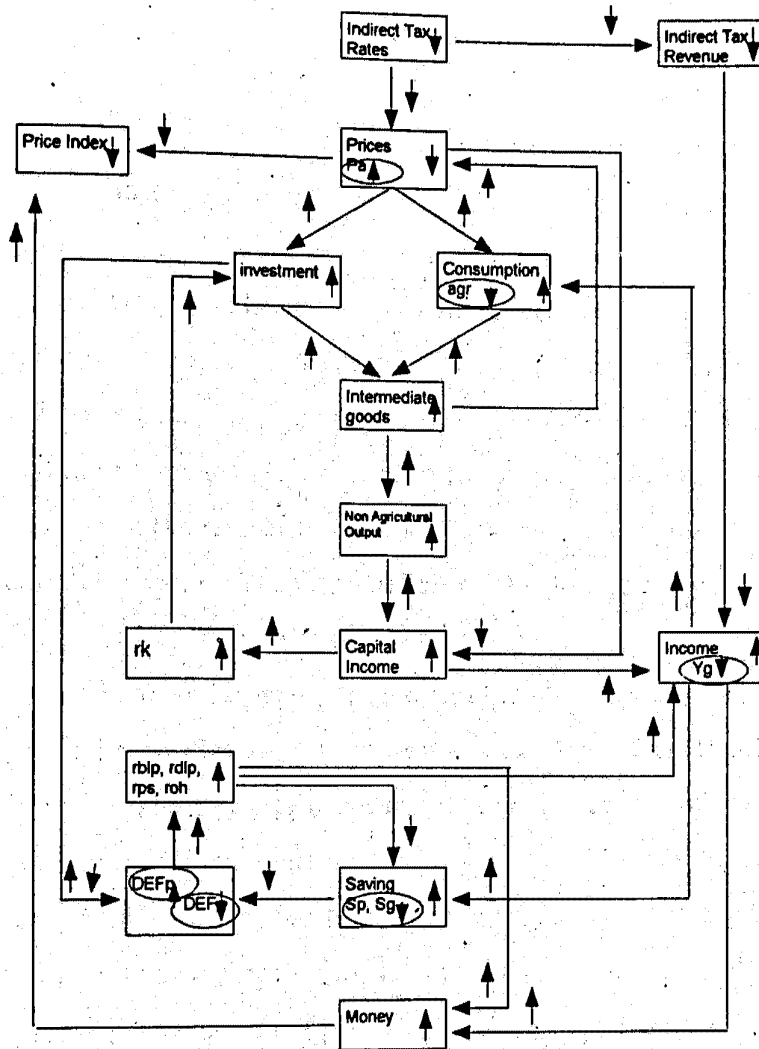 Indirect Tax
Rates
Indirect Tax
Revenue
Price Index
Prices
Pa
investment
Consumption
agr
Intermediate
goods
Non Agricultural
Output
rk
Capital
Income
Income
Yg
rblp, rdlp,
rps, roh
DEFp
DEF
Saving
Sp, Sg
Money